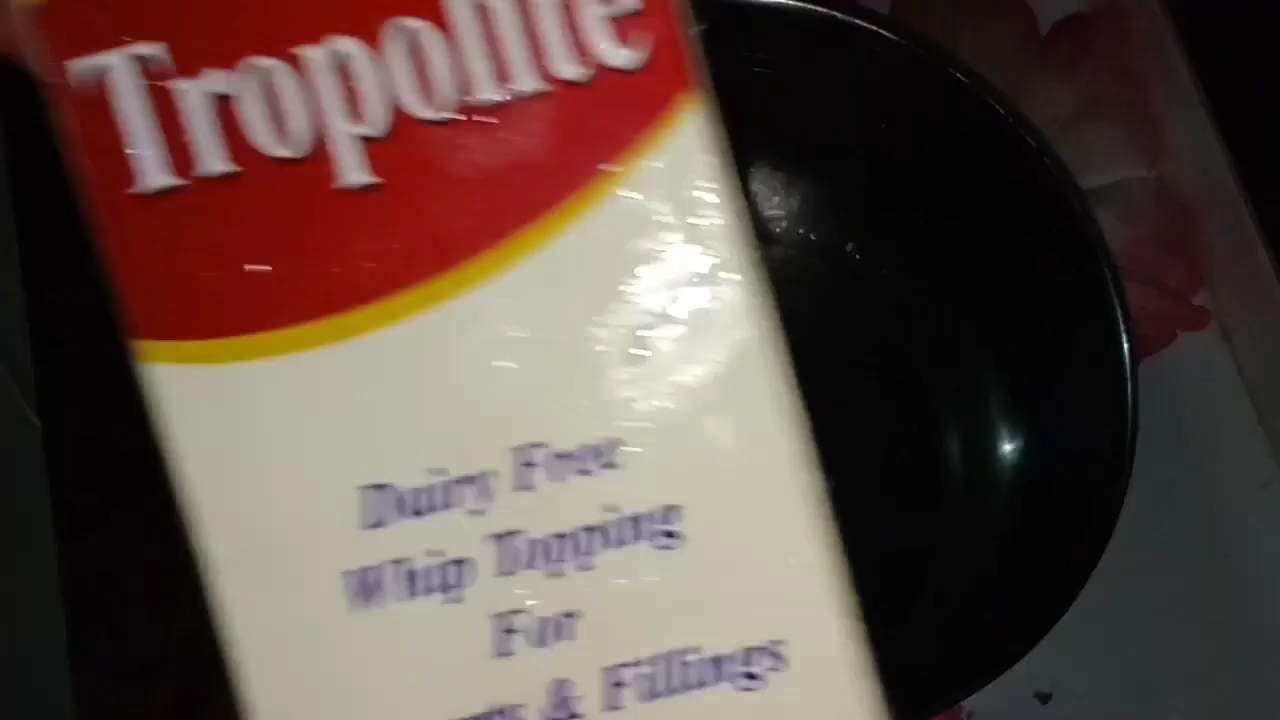 Tropolite
Dairy Free
Whip Topping
For
& Fillings